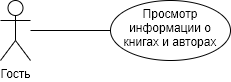 Просмотр
информации о
книгах и авторах
Гость